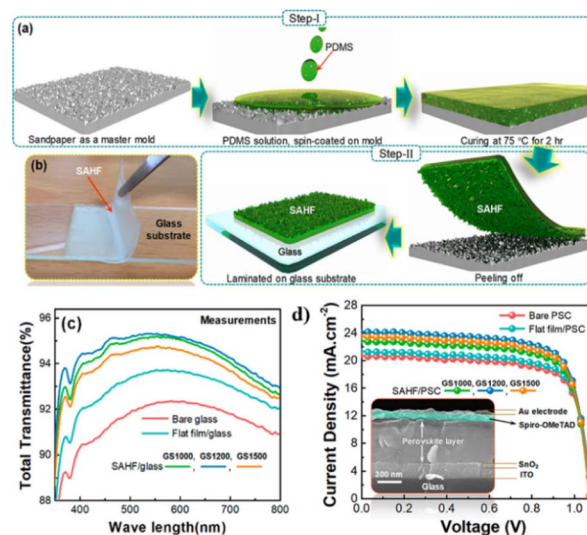 Step-I
(a)
PDMS
Sandpaper as a master mold
PDMS solution, spin-coated on mold
Curing at 75 °C for 2 hr
Step-II
(b)
SAHF
Glass substrate
SAHF
Glass
Laminated on glass substrate
SAHF
Peeling off
(c)
Measurements
Total Transmittance(%)
96
94
92
90
88
Bare glass
Flat film/glass
GS1000, GS1200, GS1500
SAHF/glass
400 500 600 700 800
Wave length(nm)
d)
Current Density (mA.cm-2)
28
24
20
16
12
8
4
0
Bare PSC
Flat film/PSC
SAHF/PSC GS1000, GS1200, GS1500
Au electrode
Spiro-OMeTAD
Perovskite layer
SnO2
ITO
300 nm
Glass
0.0 0.2 0.4 0.6 0.8 1.0
Voltage (V)